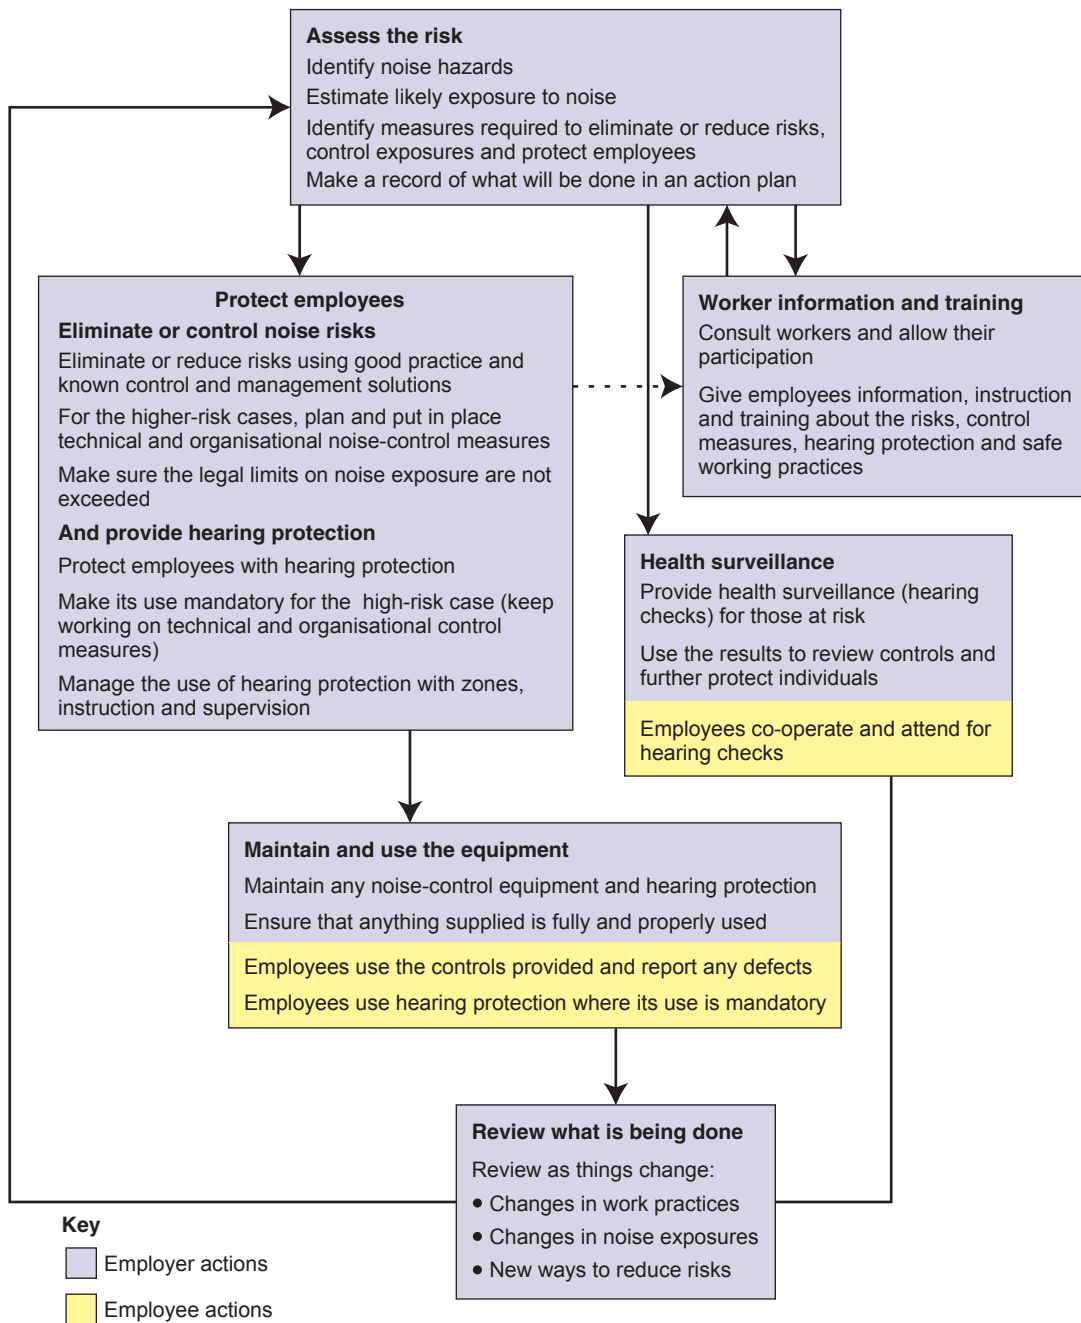 Assess the risk
Identify noise hazards
Estimate likely exposure to noise
Identify measures required to eliminate or reduce risks,
control exposures and protect employees
Make a record of what will be done in an action plan
Protect employees
Eliminate or control noise risks
Eliminate or reduce risks using good practice and
known control and management solutions
For the higher-risk cases, plan and put in place
technical and organisational noise-control measures
Make sure the legal limits on noise exposure are not
exceeded
And provide hearing protection
Protect employees with hearing protection
Make its use mandatory for the high-risk case (keep
working on technical and organisational control
measures)
Manage the use of hearing protection with zones,
instruction and supervision
Worker information and training
Consult workers and allow their
participation
Give employees information, instruction
and training about the risks, control
measures, hearing protection and safe
working practices
Health surveillance
Provide health surveillance (hearing
checks) for those at risk
Use the results to review controls and
further protect individuals
Employees co-operate and attend for
hearing checks
Maintain and use the equipment
Maintain any noise-control equipment and hearing protection
Ensure that anything supplied is fully and properly used
Employees use the controls provided and report any defects
Employees use hearing protection where its use is mandatory
Review what is being done
Review as things change:
• Changes in work practices
• Changes in noise exposures
• New ways to reduce risks
Key
Employer actions
Employee actions